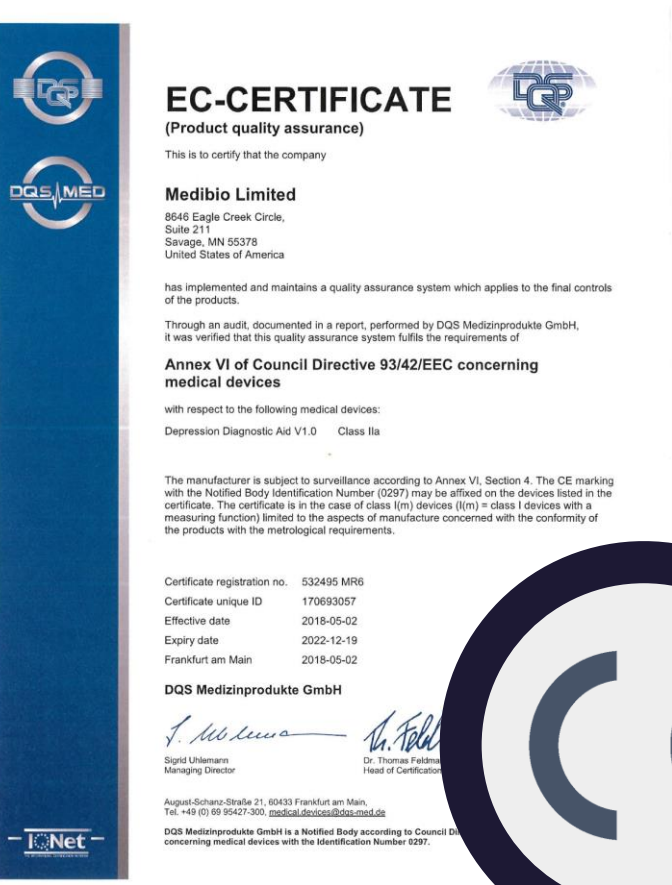 DQS
DQS MED
DQS
EC-CERTIFICATE
(Product quality assurance)
This is to certify that the company
Medibio Limited
8646 Eagle Creek Circle,
Suite 211
Savage, MN 55378
United States of America
has implemented and maintains a quality assurance system which applies to the final controls
of the products.
Through an audit, documented in a report, performed by DQS Medizinprodukte GmbH,
it was verified that this quality assurance system fulfils the requirements of
Annex VI of Council Directive 93/42/EEC concerning
medical devices
with respect to the following medical devices:
Depression Diagnostic Aid V1.0 Class IIa
The manufacturer is subject to surveillance according to Annex VI, Section 4. The CE marking
with the Notified Body Identification Number (0297) may be affixed on the devices listed in the
certificate. The certificate is in the case of class I(m) devices (I(m) = class I devices with a
measuring function) limited to the aspects of manufacture concerned with the conformity of
the products with the metrological requirements.
Certificate registration no. 532495 MR6
Certificate unique ID 170693057
Effective date 2018-05-02
Expiry date 2022-12-19
Frankfurt am Main 2018-05-02
DQS Medizinprodukte GmbH
Sigrid Uhlemann
Managing Director
Dr. Thomas Feldma
Head of Certification
August-Schanz-Straße 21, 60433 Frankfurt am Main,
Tel. +49 (0) 69 95427-300, medical.devices@dqs-med.de
DQS Medizinprodukte GmbH is a Notified Body according to Council Di
concerning medical devices with the Identification Number 0297.
IQNet